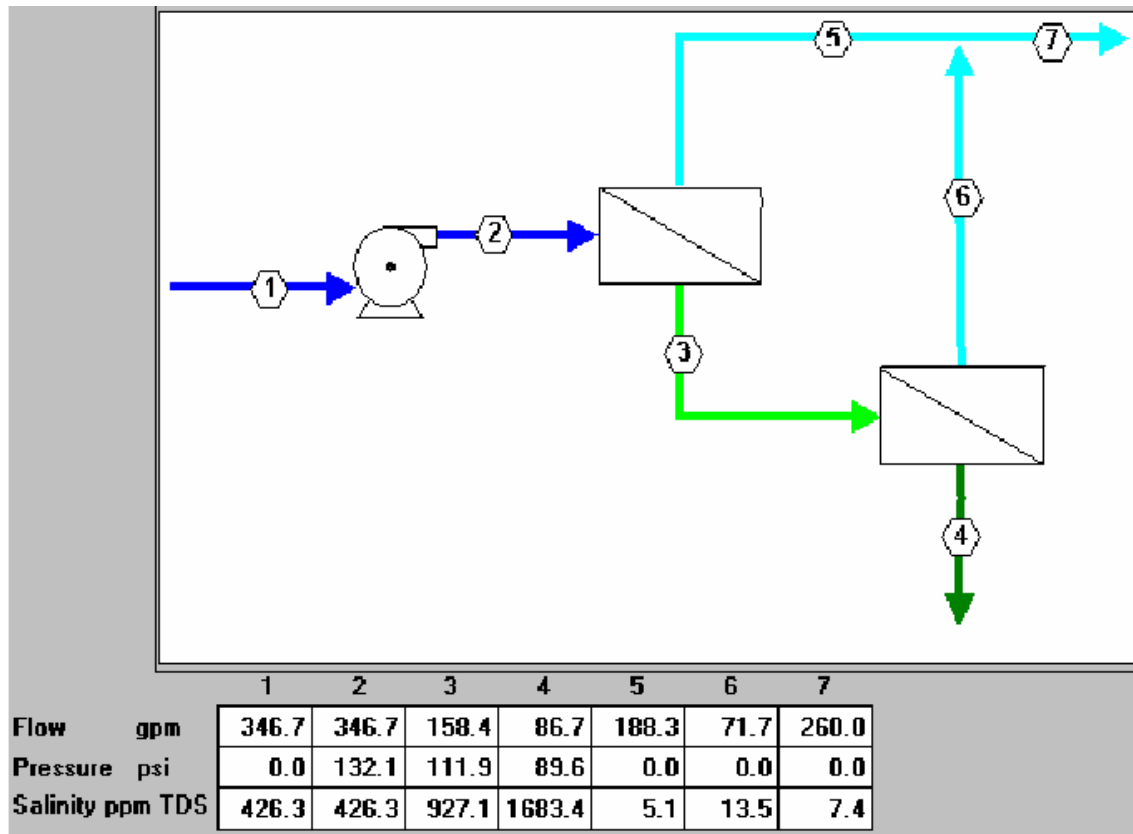 5
7
2
6
1
3
4
1 2 3 4 5 6 7
Flow gpm 346.7 346.7 158.4 86.7 188.3 71.7 260.0
Pressure psi 0.0 132.1 111.9 89.6 0.0 0.0 0.0
Salinity ppm TDS 426.3 426.3 927.1 1683.4 5.1 13.5 7.4